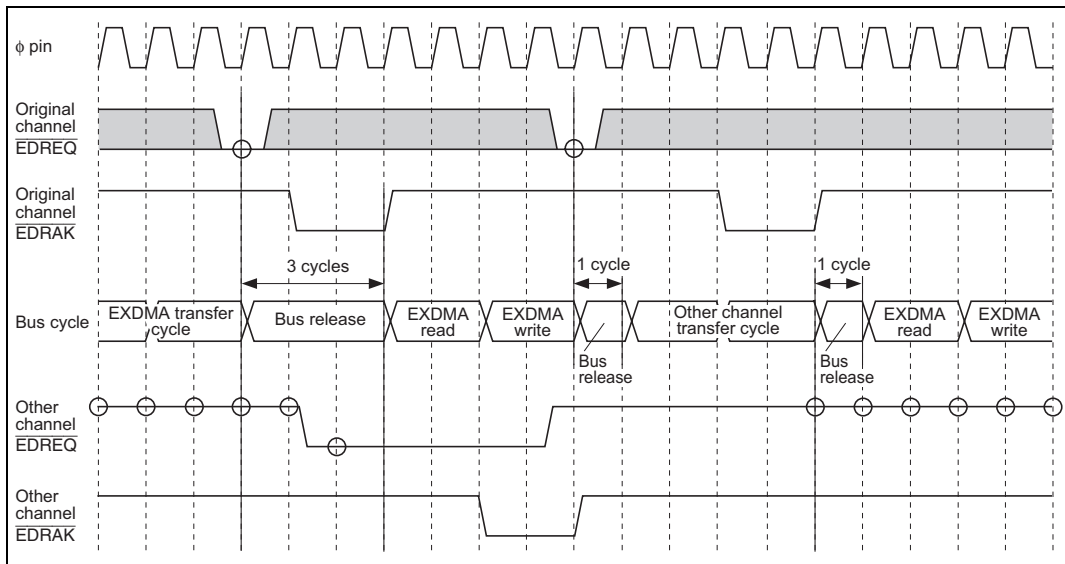 φ pin
Original
channel
EDREQ
Original
channel
EDRAK
3 cycles
1 cycle
1 cycle
Bus cycle
EXDMA transfer
cycle
Bus release
EXDMA
read
EXDMA
write
Bus
release
Other channel
transfer cycle
Bus
release
EXDMA
read
EXDMA
write
Other
channel
EDREQ
Other
channel
EDRAK